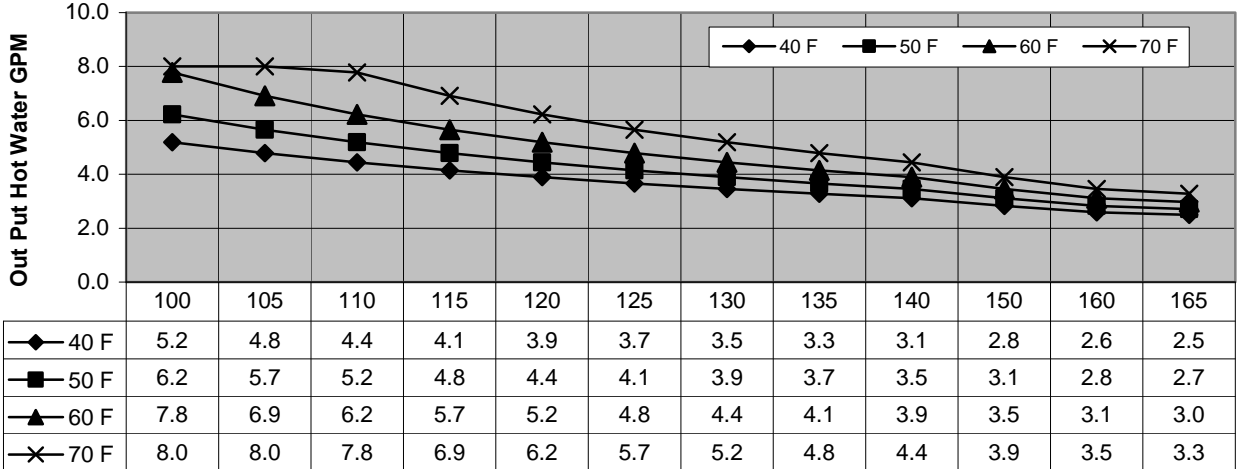 10.0
8.0
6.0
4.0
2.0
0.0
Out Put Hot Water GPM
40 F 50 F 60 F 70 F
100 105 110 115 120 125 130 135 140 150 160 165
40 F 5.2 4.8 4.4 4.1 3.9 3.7 3.5 3.3 3.1 2.8 2.6 2.5
50 F 6.2 5.7 5.2 4.8 4.4 4.1 3.9 3.7 3.5 3.1 2.8 2.7
60 F 7.8 6.9 6.2 5.7 5.2 4.8 4.4 4.1 3.9 3.5 3.1 3.0
70 F 8.0 8.0 7.8 6.9 6.2 5.7 5.2 4.8 4.4 3.9 3.5 3.3